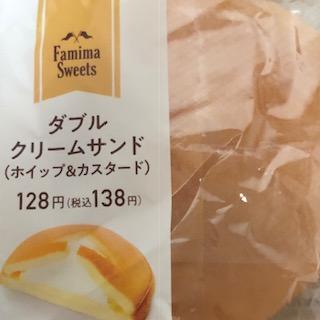 Famima
Sweets
ダブル
クリームサンド
(ホイップ&カスタード)
128円(税込138円)